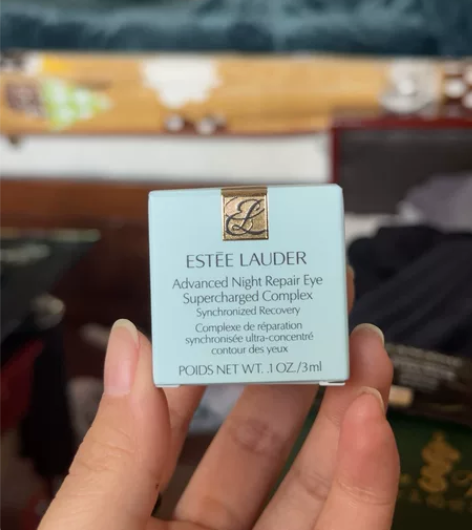 ESTĒE LAUDER
Advanced Night Repair Eye
Supercharged Complex
Synchronized Recovery
Complexe de réparation
synchronisée ultra-concentré
contour des yeux
POIDS NET WT. .1 OZ./3ml